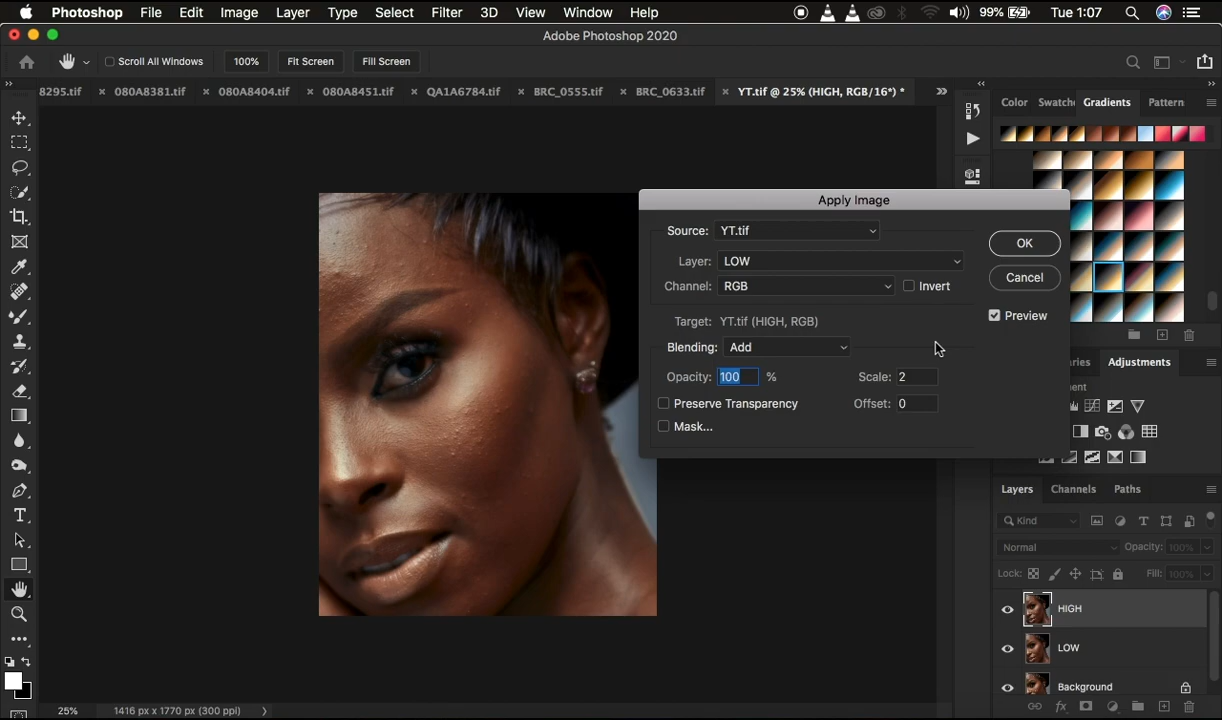 Photoshop File Edit Image Layer Type Select Filter 3D View Window Help 99% Tue 1:07
Adobe Photoshop 2020
Scroll All Windows 100% Fit Screen Fill Screen
8295.tif × 080A8381.tif × 080A8404.tif × 080A8451.tif × QA1A6784.tif × BRC_0555.tif × BRC_0633.tif × YT.tif @ 25% (HIGH, RGB/16*) *
Color Swatche Gradients Pattern
Apply Image
Source: YT.tif
Layer: LOW
Channel: RGB Invert
Target: YT.tif (HIGH, RGB)
Blending: Add
Opacity: 100 % Scale: 2
Preserve Transparency Offset: 0
Mask...
OK
Cancel
Preview
aries Adjustments
ment
Layers Channels Paths
Kind
Normal Opacity: 100%
Lock: Fill: 100%
HIGH
LOW
Background
25% 1416 px x 1770 px (300 ppi)